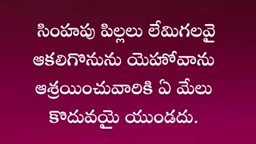 సింహపు పిల్లలు లేమిగలవై
ఆకలిగొనును యెహోవాను
ఆశ్రయించువారికి ఏ మేలు
కొదువయై యుండదు.